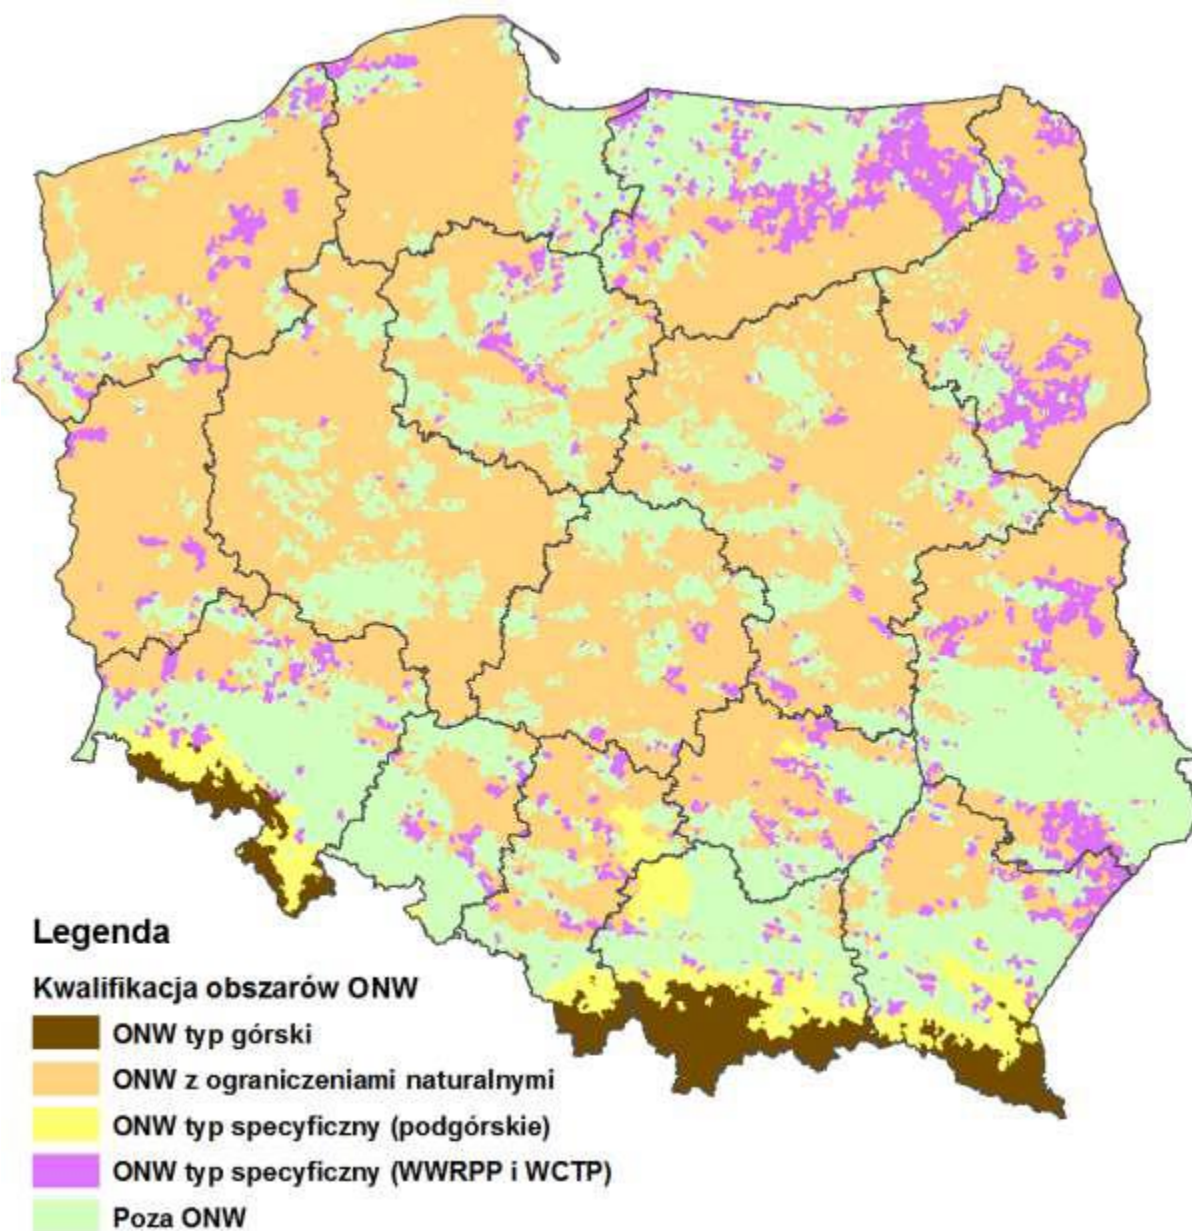 Legenda
Kwalifikacja obszarów ONW
ONW typ górski
ONW z ograniczeniami naturalnymi
ONW typ specyficzny (podgórskie)
ONW typ specyficzny (WWRPP i WCTP)
Poza ONW